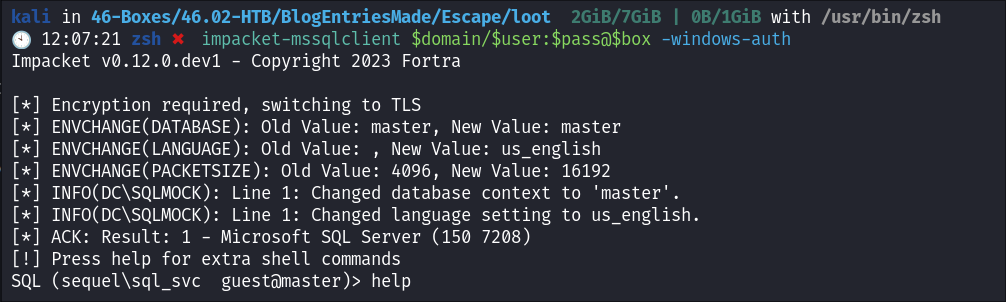 kali in 46-Boxes/46.02-HTB/BlogEntriesMade/Escape/loot 2GiB/7GiB | 0B/1GiB with /usr/bin/zsh
🕙 12:07:21 zsh ✖ impacket-mssqlclient $domain/$user:$pass@$box -windows-auth
Impacket v0.12.0.dev1 - Copyright 2023 Fortra
[*] Encryption required, switching to TLS
[*] ENVCHANGE(DATABASE): Old Value: master, New Value: master
[*] ENVCHANGE(LANGUAGE): Old Value: , New Value: us_english
[*] ENVCHANGE(PACKETSIZE): Old Value: 4096, New Value: 16192
[*] INFO(DC\SQLMOCK): Line 1: Changed database context to 'master'.
[*] INFO(DC\SQLMOCK): Line 1: Changed language setting to us_english.
[*] ACK: Result: 1 - Microsoft SQL Server (150 7208)
[!] Press help for extra shell commands
SQL (sequel\sql_svc  guest@master)> help